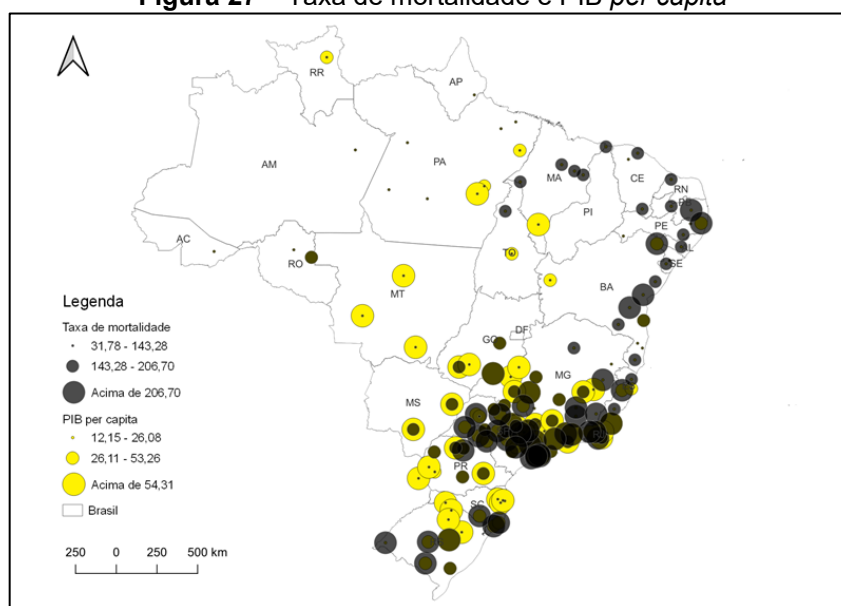 Figura 27 – Taxa de mortalidade e PIB per capita
RR
AP
AM
PA
MA
CE
RN
PI
PE
AC
RO
TO
SE
BA
MT
GO
DF
MG
MS
PR
SC
Legenda
Taxa de mortalidade
31,78 - 143,28
143,28 - 206,70
Acima de 206,70
PIB per capita
12,15 - 26,08
26,11 - 53,26
Acima de 54,31
Brasil
250 0 250 500 km